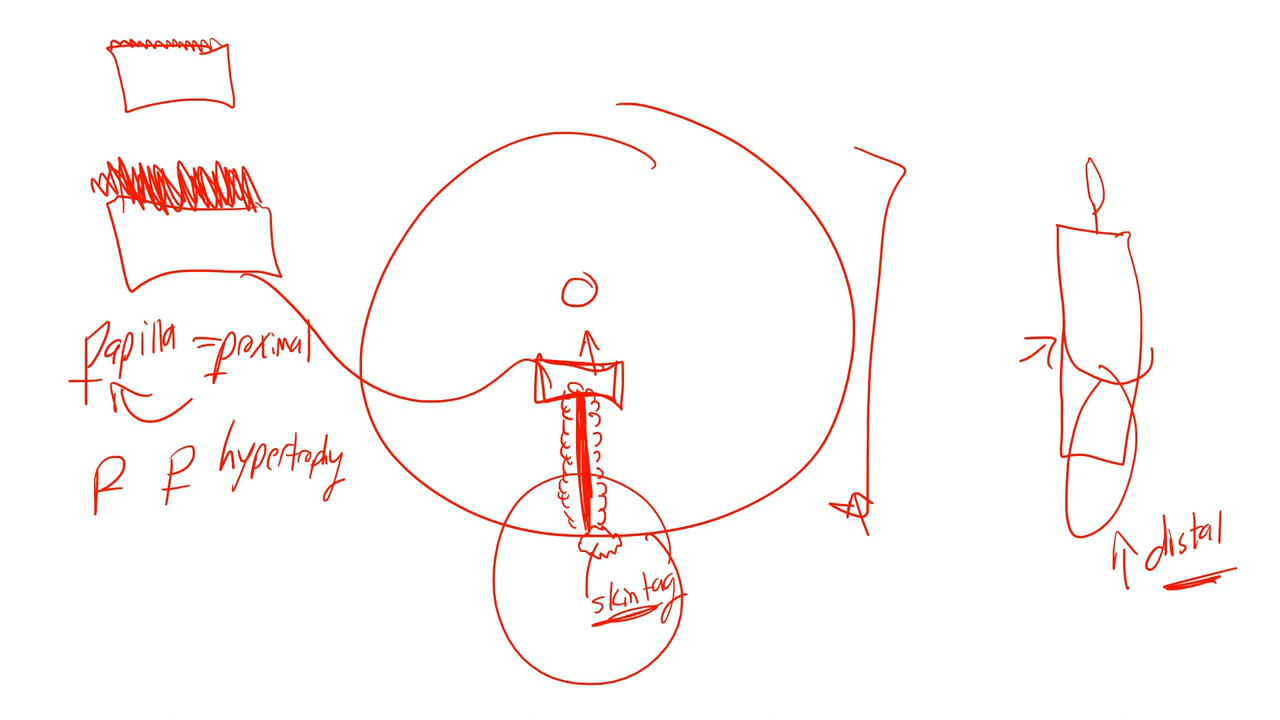 papilla = proximal
P P hypertrophy
skin tag
distal